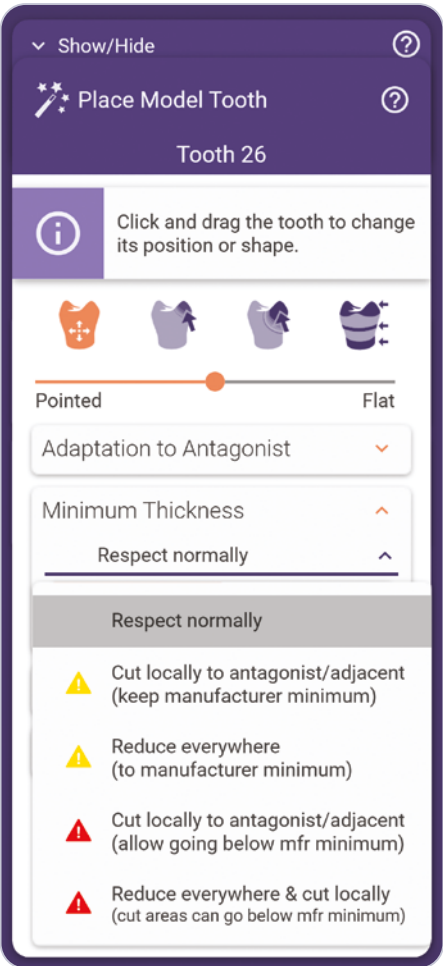 Show/Hide
Place Model Tooth
Tooth 26
Click and drag the tooth to change
its position or shape.
Pointed
Flat
Adaptation to Antagonist
Minimum Thickness
Respect normally
Respect normally
Cut locally to antagonist/adjacent
(keep manufacturer minimum)
Reduce everywhere
(to manufacturer minimum)
Cut locally to antagonist/adjacent
(allow going below mfr minimum)
Reduce everywhere & cut locally
(cut areas can go below mfr minimum)